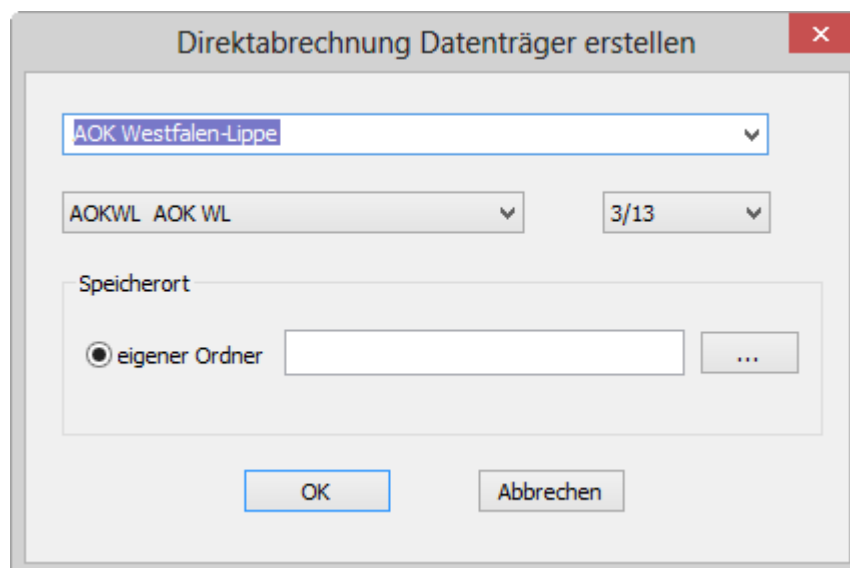 Direktabrechnung Datenträger erstellen
AOK Westfalen-Lippe
AOKWL AOK WL
3/13
Speicherort
eigener Ordner
...
OK
Abbrechen